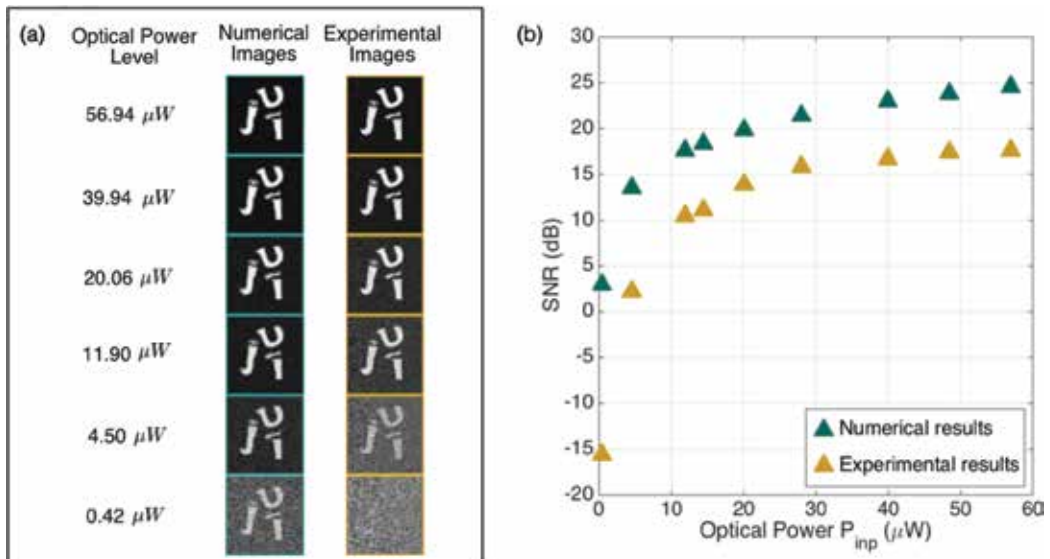 (a)
Optical Power Level
Numerical Images
Experimental Images
56.94 μW
39.94 μW
20.06 μW
11.90 μW
4.50 μW
0.42 μW
(b)
30
25
20
15
10
5
0
-5
-10
-15
-20
SNR (dB)
0
10
20
30
40
50
60
Optical Power P_inp (μW)
Numerical results
Experimental results